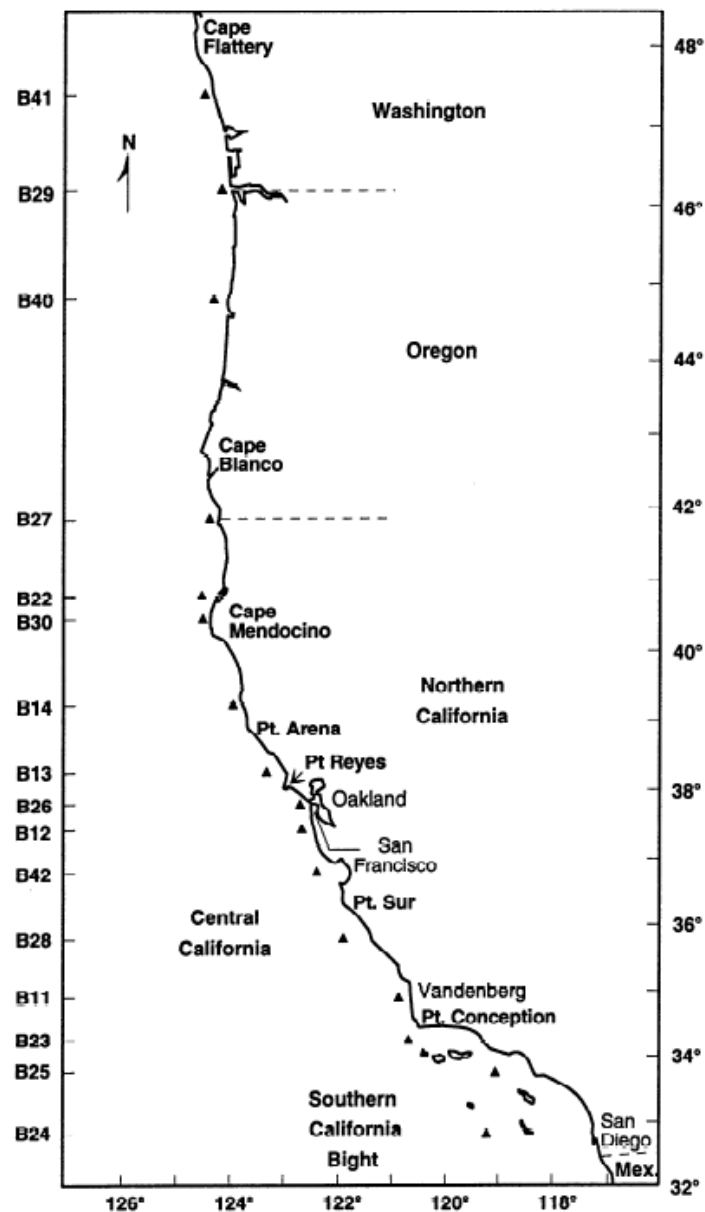 Cape
Flattery
48°
B41
Washington
N
B29
46°
B40
Oregon
44°
Cape
Blanco
B27
42°
B22
Cape
Mendocino
B30
40°
Northern
California
B14
Pt. Arena
Pt Reyes
B13
38°
B26
Oakland
B12
San
Francisco
B42
Pt. Sur
Central
California
36°
B28
B11
Vandenberg
Pt. Conception
B23
34°
B25
Southern
California
Bight
San
Diego
B24
Mex.
32°
126°
124°
122°
120°
118°